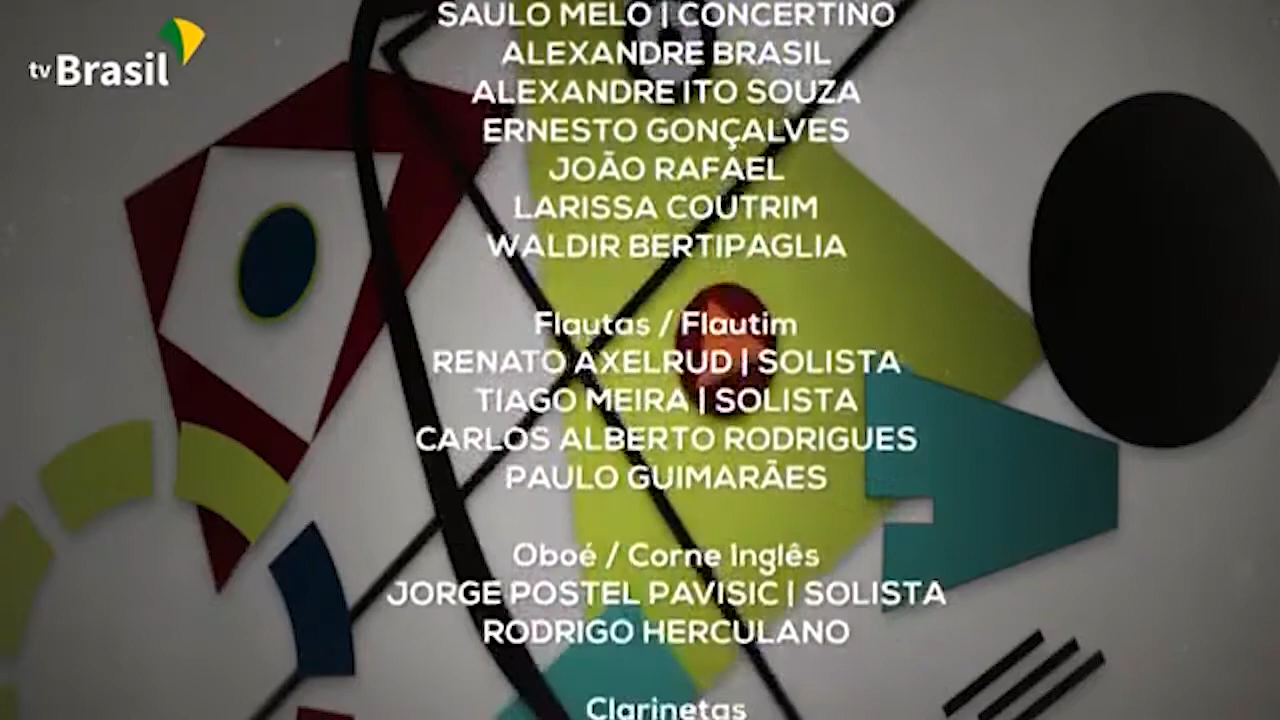 tv Brasil
SAULO MELO | CONCERTINO
ALEXANDRE BRASIL
ALEXANDRE ITO SOUZA
ERNESTO GONÇALVES
JOÃO RAFAEL
LARISSA COUTRIM
WALDIR BERTIPAGLIA
Flautas / Flautim
RENATO AXELRUD | SOLISTA
TIAGO MEIRA | SOLISTA
CARLOS ALBERTO RODRIGUES
PAULO GUIMARÃES
Oboé / Corne Inglês
JORGE POSTEL PAVISIC | SOLISTA
RODRIGO HERCULANO
Clarinetas